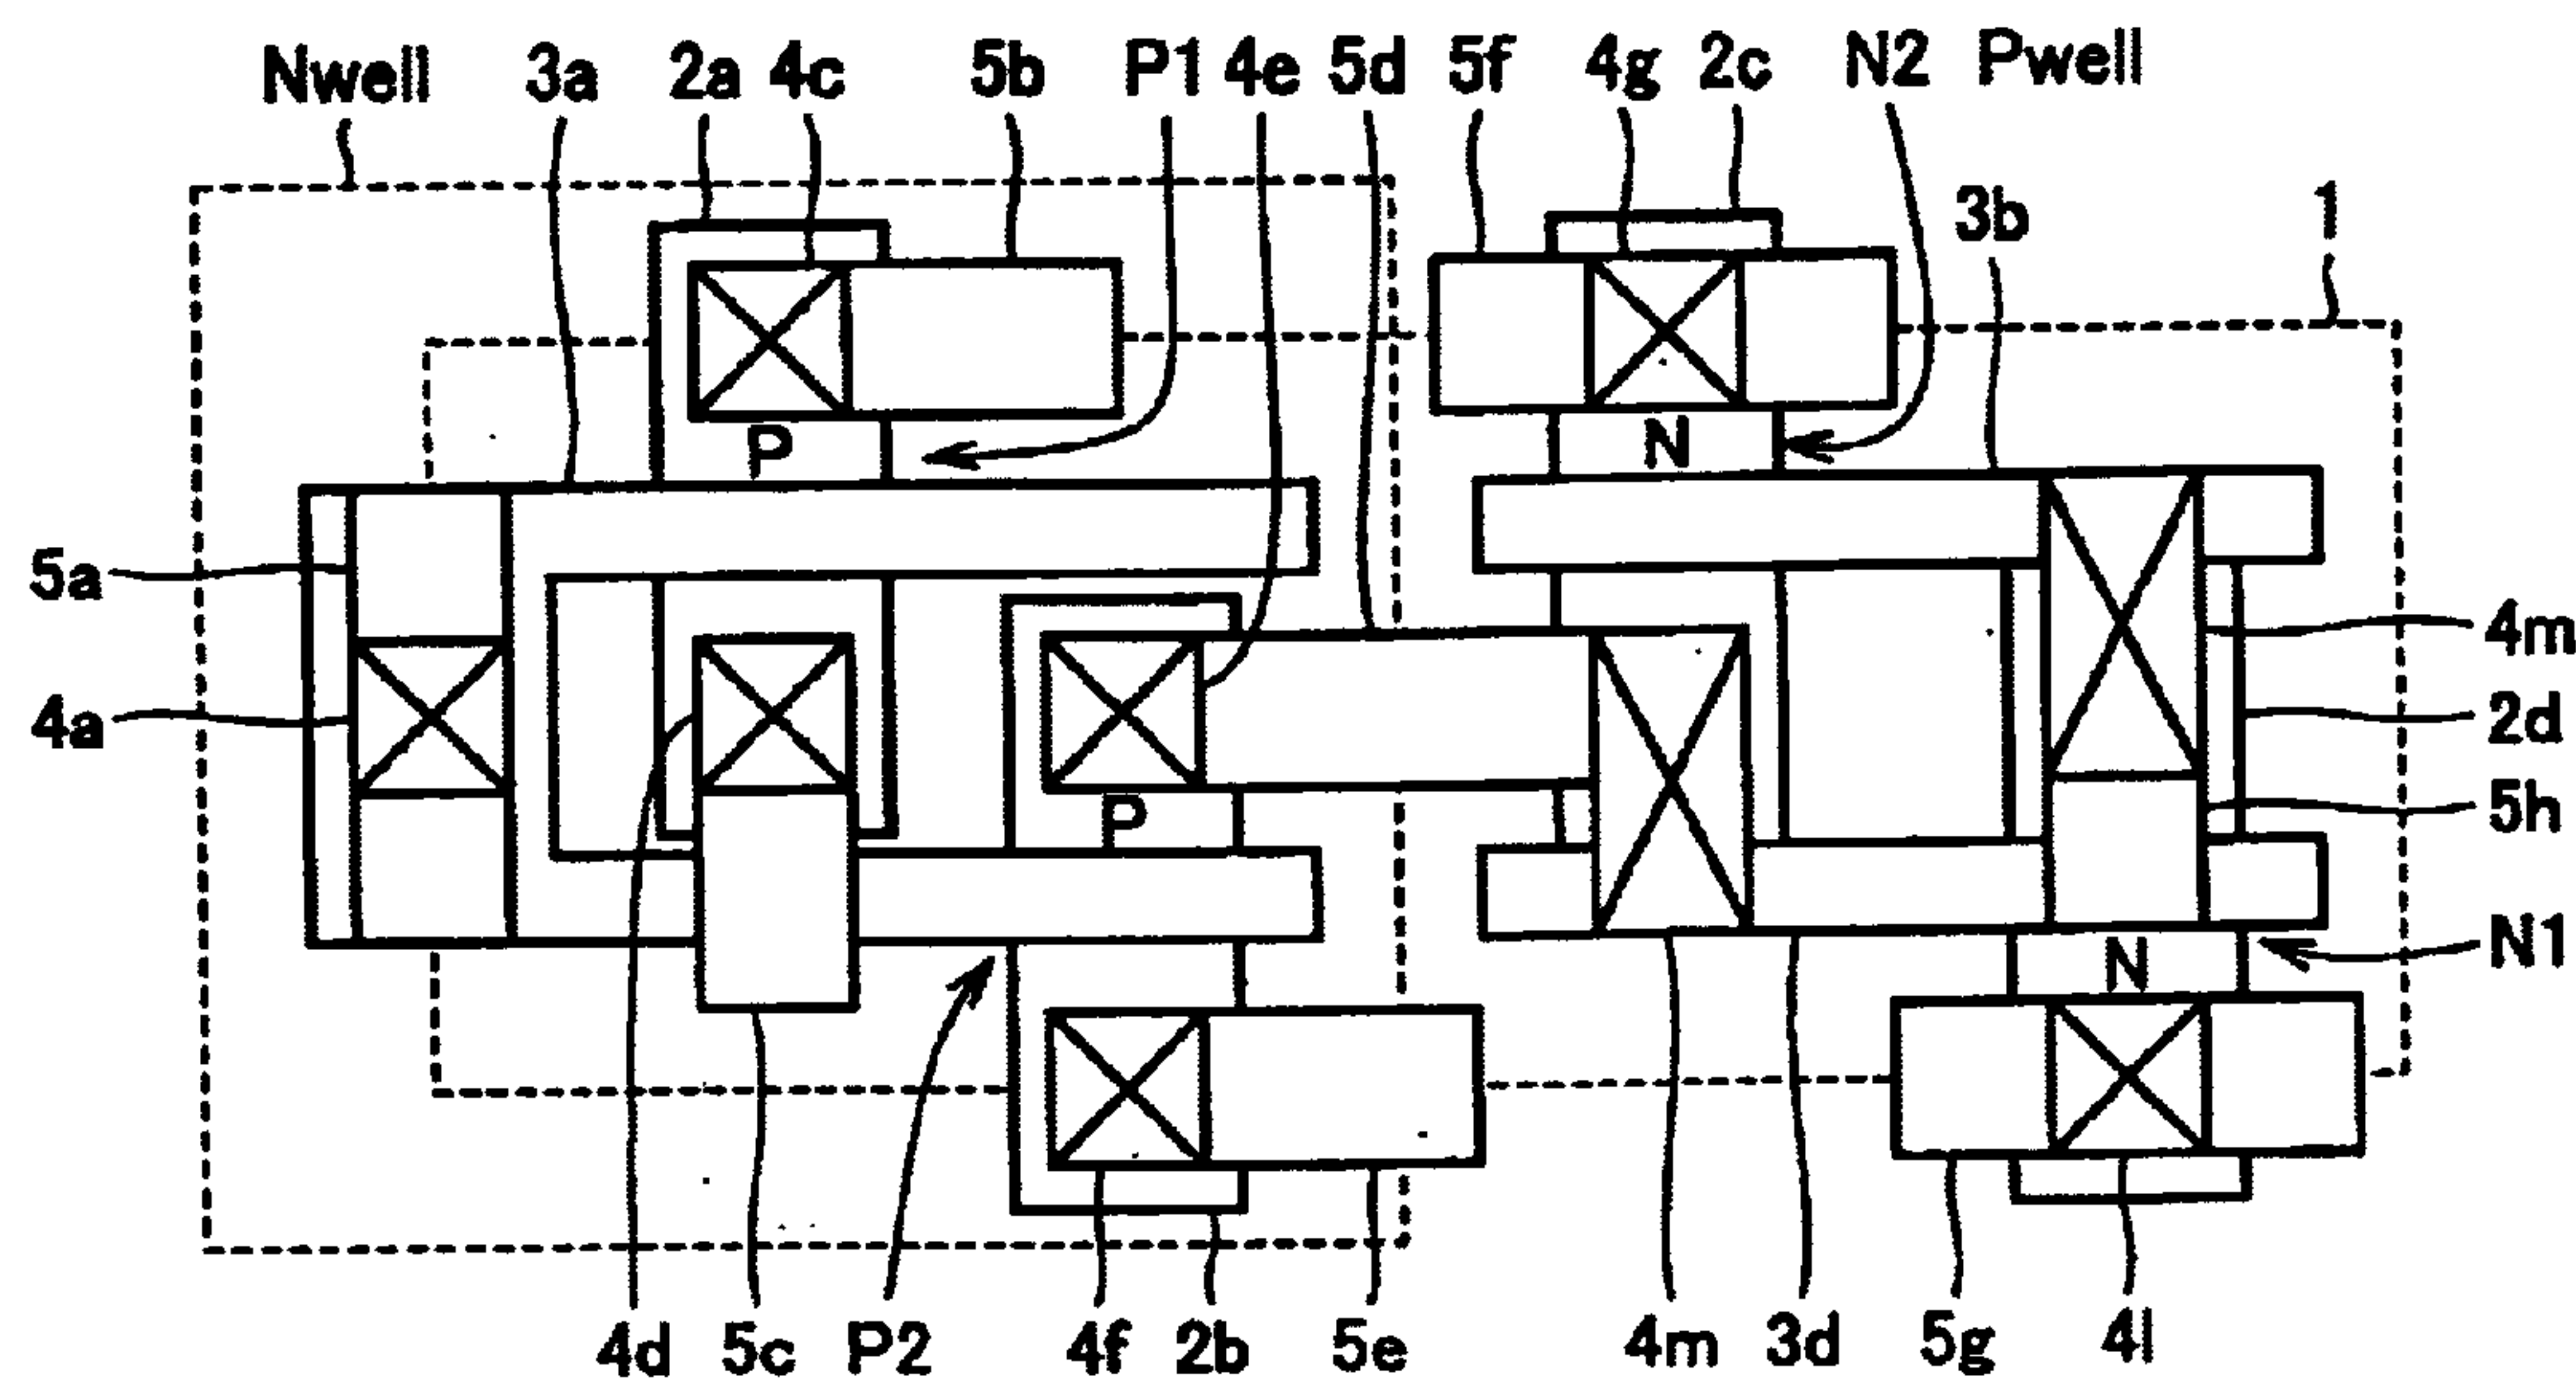 Nwell 3a 2a 4c 5b P1 4e 5d 5f 4g 2c N2 Pwell
3b 1
P N
5a
4m
4a 2d
P 5h
N N1
4d 5c P2 4f 2b 5e 4m 3d 5g 4l